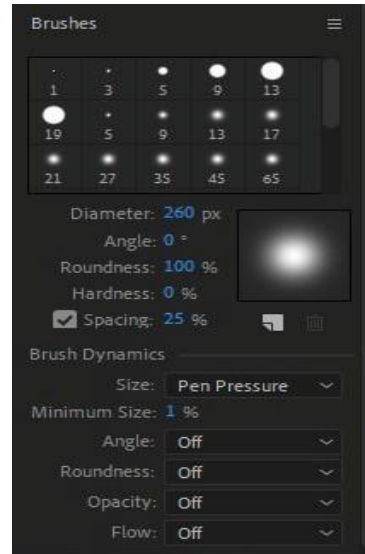 Brushes
1 3 5 9 13
19 5 9 13 17
21 27 35 45 65
Diameter: 260 px
Angle: 0 °
Roundness: 100 %
Hardness: 0 %
Spacing: 25 %
Brush Dynamics
Size: Pen Pressure
Minimum Size: 1 %
Angle: Off
Roundness: Off
Opacity: Off
Flow: Off